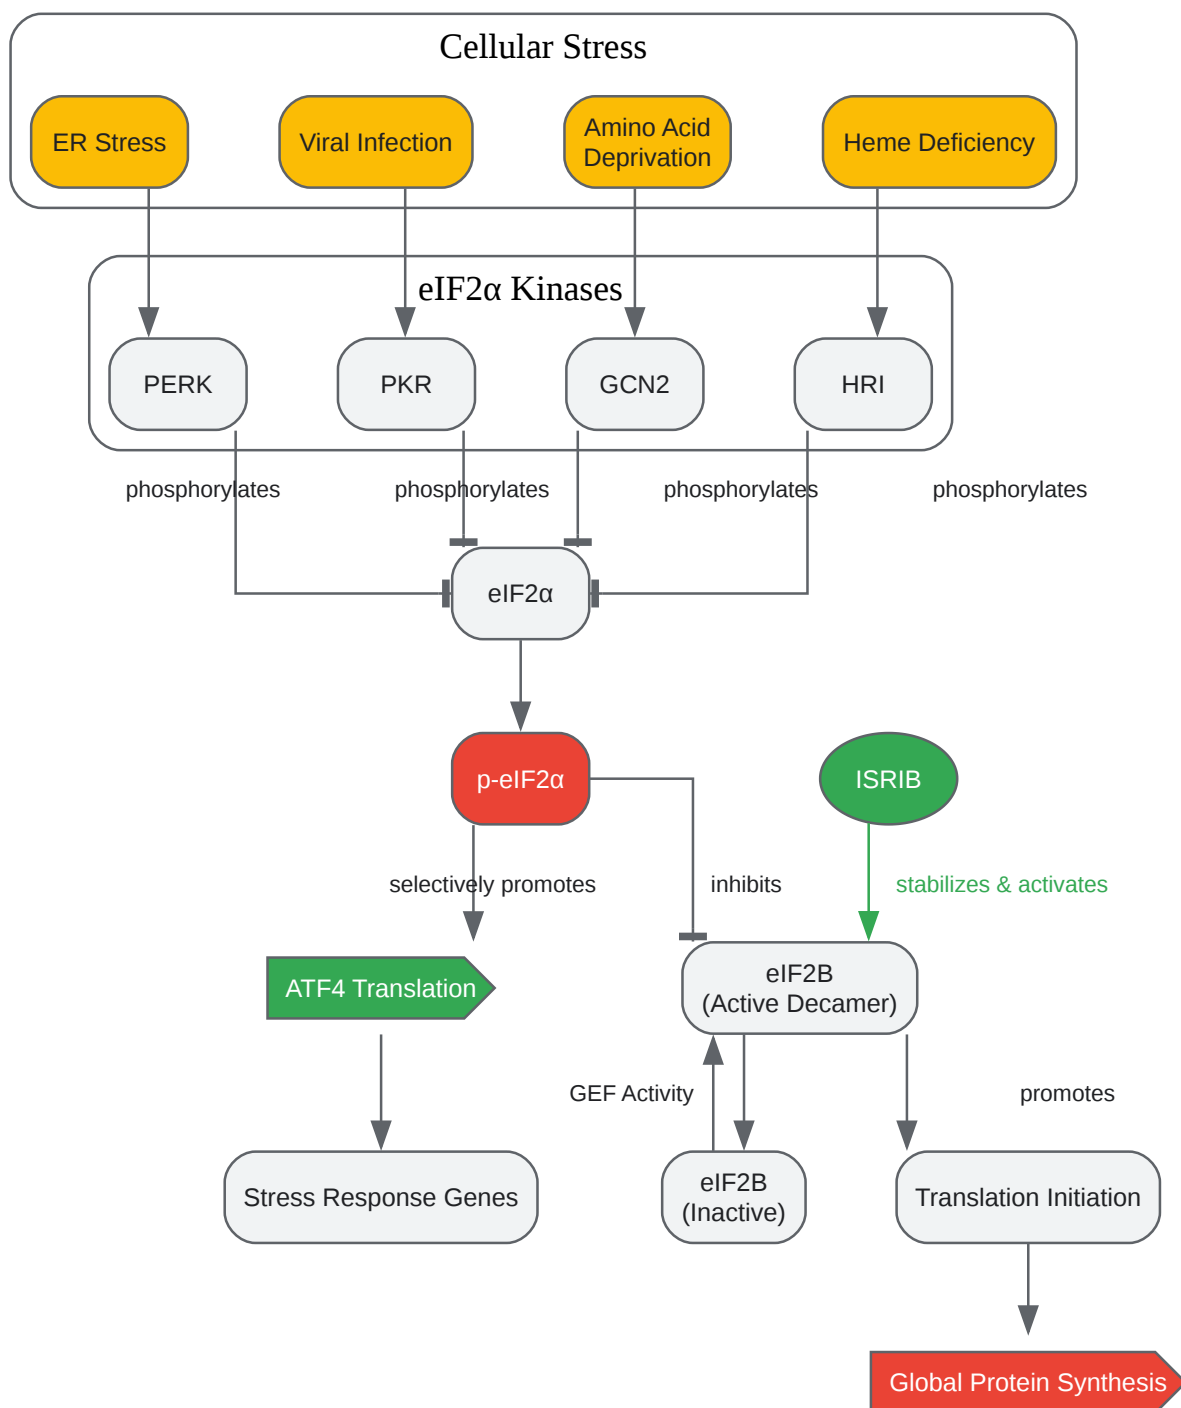 Cellular Stress
ER Stress
Viral Infection
Amino Acid
Deprivation
Heme Deficiency
eIF2α Kinases
PERK
PKR
GCN2
HRI
phosphorylates
phosphorylates
phosphorylates
phosphorylates
eIF2α
p-eIF2α
ISRIB
selectively promotes
inhibits
stabilizes & activates
ATF4 Translation
eIF2B
(Active Decamer)
GEF Activity
promotes
Stress Response Genes
eIF2B
(Inactive)
Translation Initiation
Global Protein Synthesis